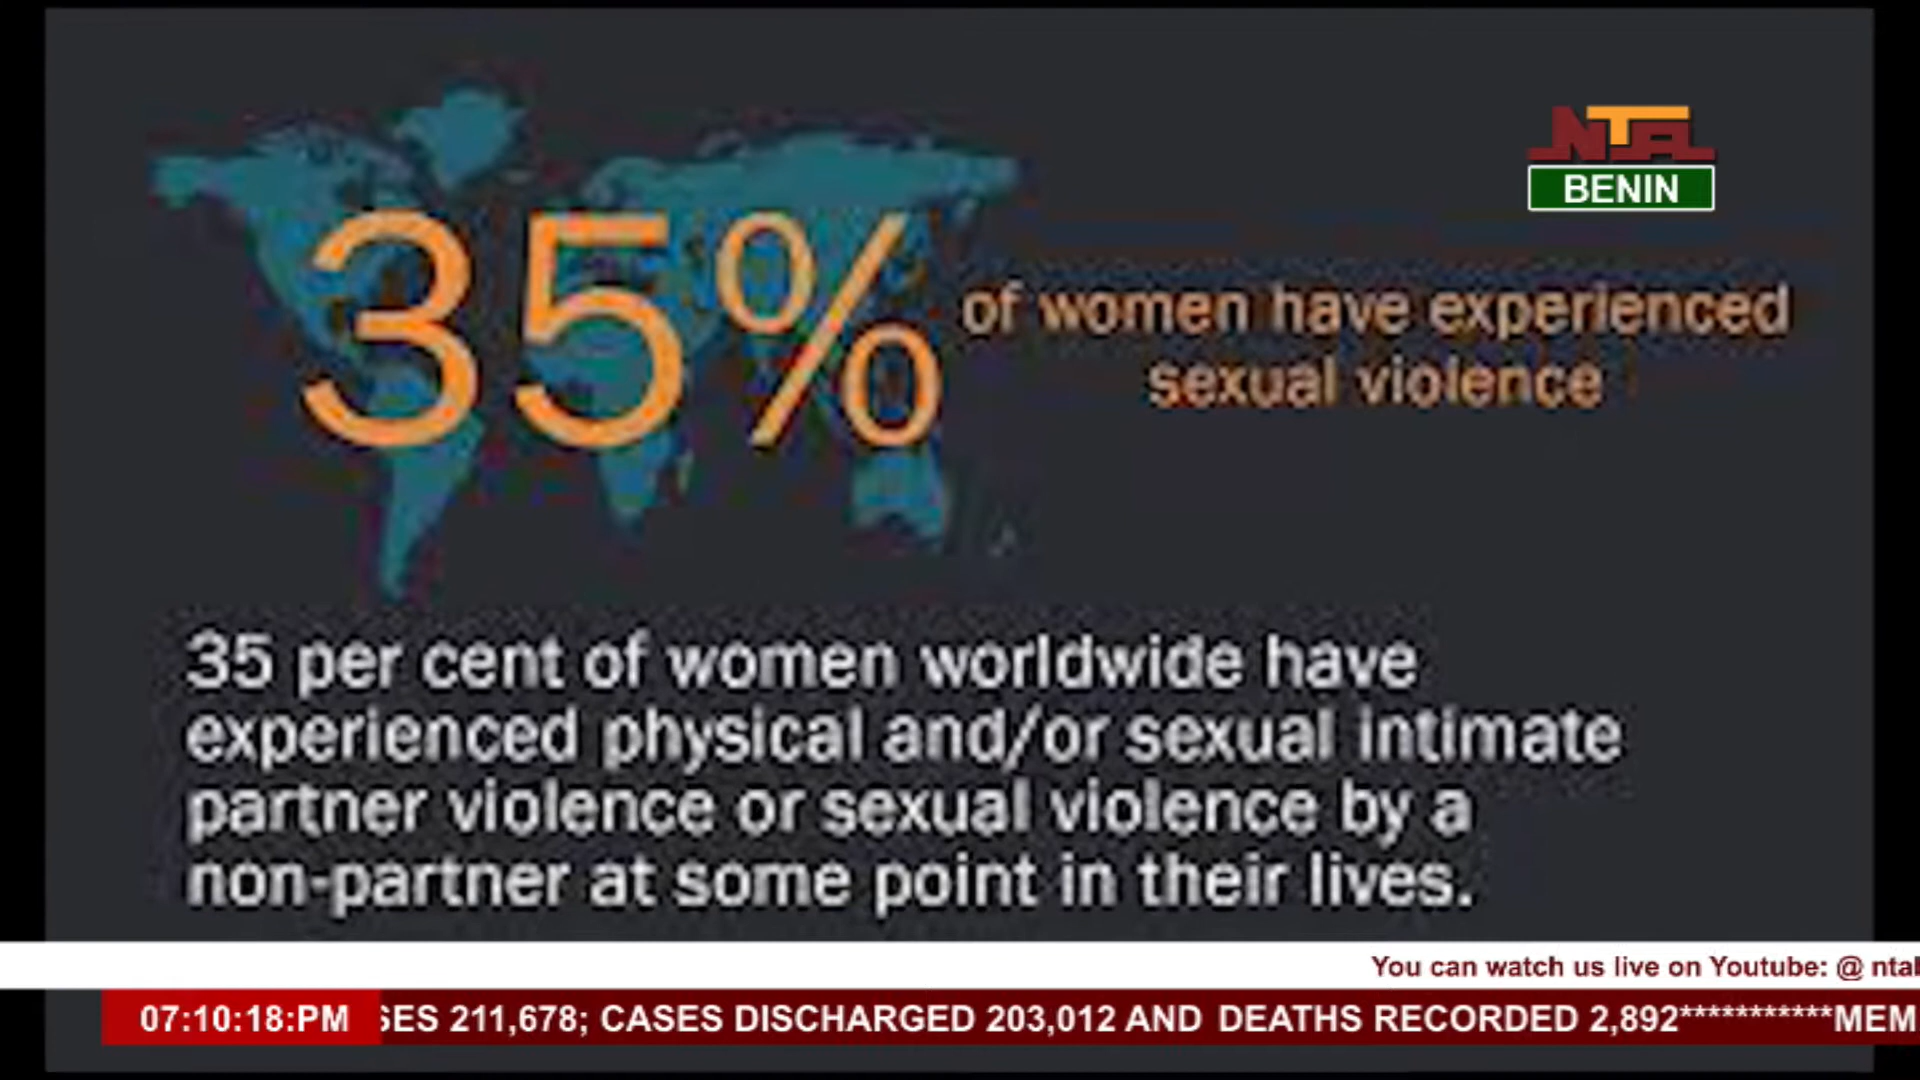 NTA
BENIN
35%
of women have experienced
sexual violence
35 per cent of women worldwide have
experienced physical and/or sexual intimate
partner violence or sexual violence by a
non-partner at some point in their lives.
You can watch us live on Youtube: @ nta
07:10:18:PM
SES 211,678; CASES DISCHARGED 203,012 AND DEATHS RECORDED 2,892***********MEM